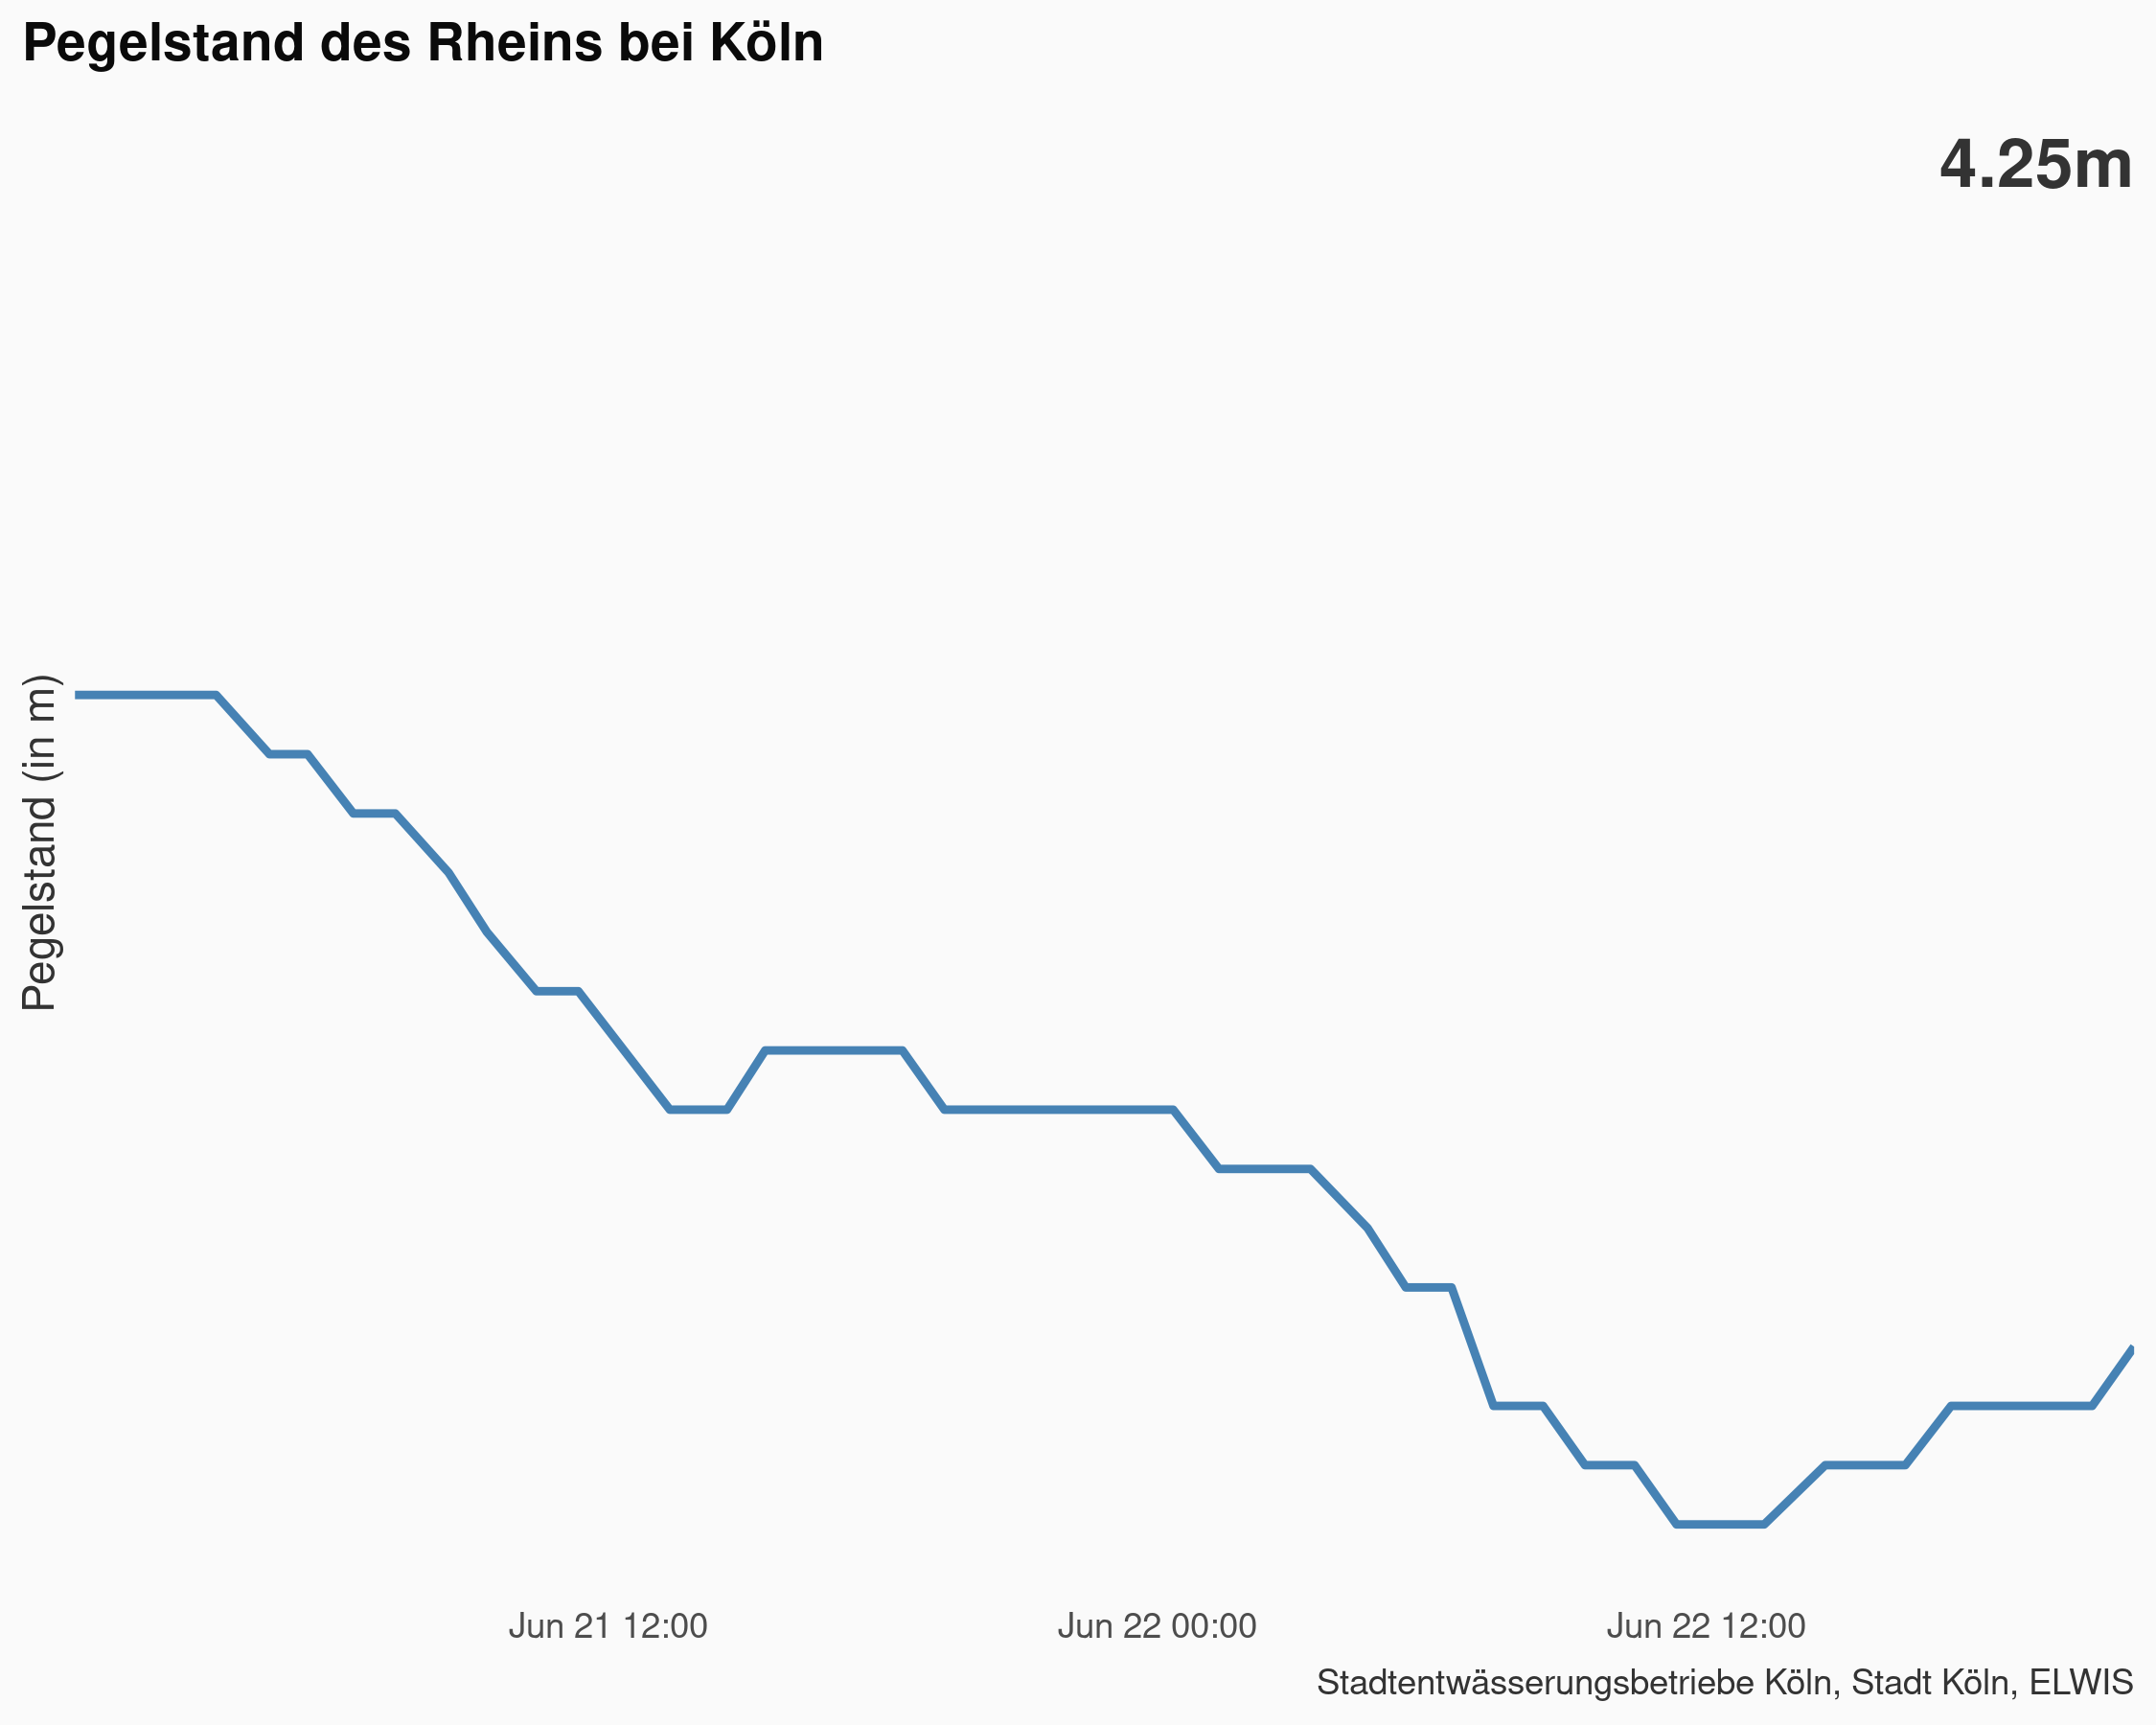 Pegelstand des Rheins bei Köln
4.25m
Pegelstand (in m)
Jun 21 12:00
Jun 22 00:00
Jun 22 12:00
Stadtentwässerungsbetriebe Köln, Stadt Köln, ELWIS